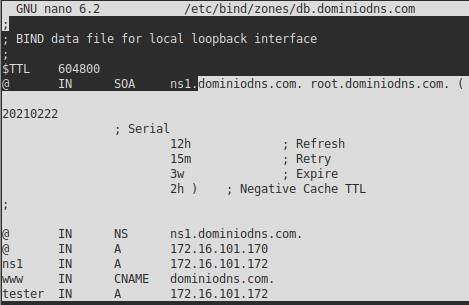 GNU nano 6.2 /etc/bind/zones/db.dominiodns.com
;
; BIND data file for local loopback interface
;
$TTL 604800
@ IN SOA ns1.dominiodns.com. root.dominiodns.com. (
20210222
; Serial
12h ; Refresh
15m ; Retry
3w ; Expire
2h ) ; Negative Cache TTL
;
@ IN NS ns1.dominiodns.com.
@ IN A 172.16.101.170
ns1 IN A 172.16.101.172
www IN CNAME dominiodns.com.
tester IN A 172.16.101.172